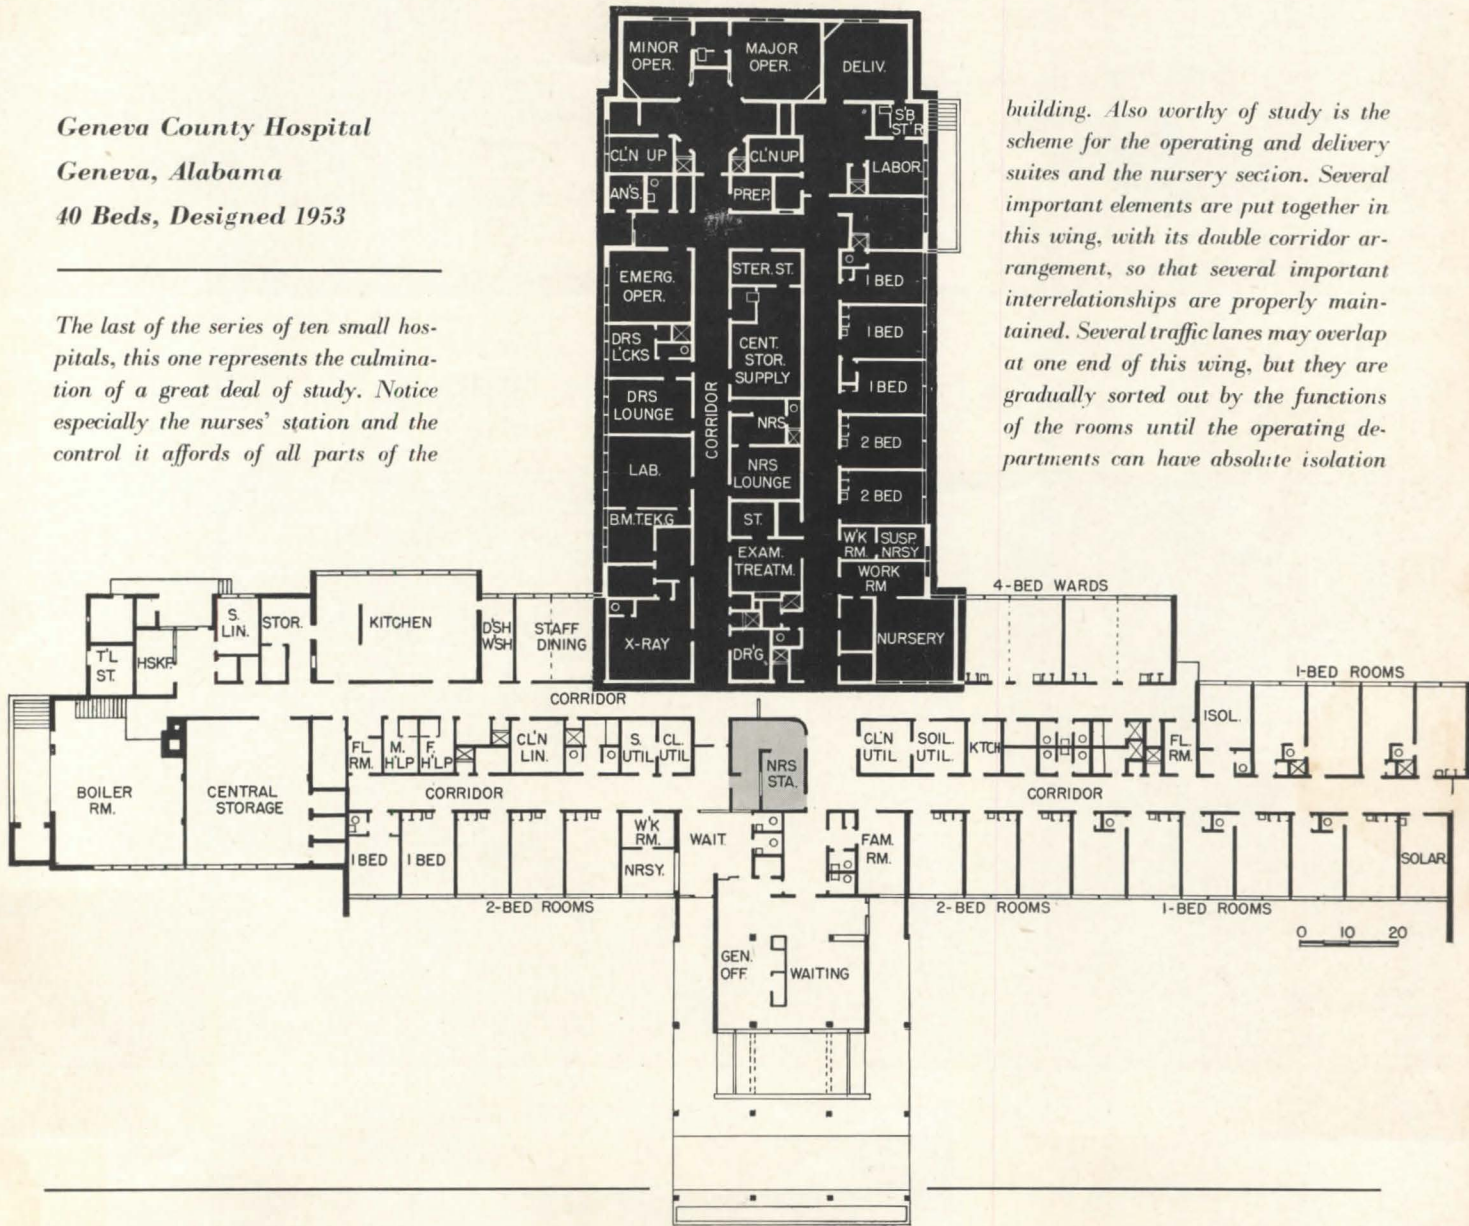 Geneva County Hospital
Geneva, Alabama
40 Beds, Designed 1953
The last of the series of ten small hos-
pitals, this one represents the culmina-
tion of a great deal of study. Notice
especially the nurses' station and the
control it affords of all parts of the
building. Also worthy of study is the
scheme for the operating and delivery
suites and the nursery section. Several
important elements are put together in
this wing, with its double corridor ar-
rangement, so that several important
interrelationships are properly main-
tained. Several traffic lanes may overlap
at one end of this wing, but they are
gradually sorted out by the functions
of the rooms until the operating de-
partments can have absolute isolation
MINOR
OPER.
MAJOR
OPER.
DELIV.
S'B
ST'R
CL'N UP
CL'N UP
LABOR
AN'S.
PREP.
EMERG.
OPER.
STER. ST.
1 BED
DRS
L'CKS
CENT.
STOR.
SUPPLY
1 BED
DRS
LOUNGE
CORRIDOR
1 BED
NRS
2 BED
LAB.
NRS
LOUNGE
2 BED
B.M.T. EKG
ST.
W'K
RM.
SUSP.
NRSY
EXAM.
TREATM.
WORK
RM
X-RAY
DR'G
NURSERY
4-BED WARDS
S.
LIN.
STOR.
KITCHEN
D'SH
W'SH
STAFF
DINING
T'L
ST.
HSKP.
CORRIDOR
1-BED ROOMS
ISOL.
FL.
RM.
M.
H'LP
F.
H'LP
CL'N
LIN.
S.
UTIL
CL.
UTIL
NRS
STA.
CL'N
UTIL
SOIL.
UTIL.
KTCH
FL.
RM.
BOILER
RM.
CENTRAL
STORAGE
CORRIDOR
CORRIDOR
1 BED
1 BED
W'K
RM.
NRSY.
WAIT.
FAM.
RM.
SOLAR.
2-BED ROOMS
2-BED ROOMS
1-BED ROOMS
0 10 20
GEN.
OFF.
WAITING